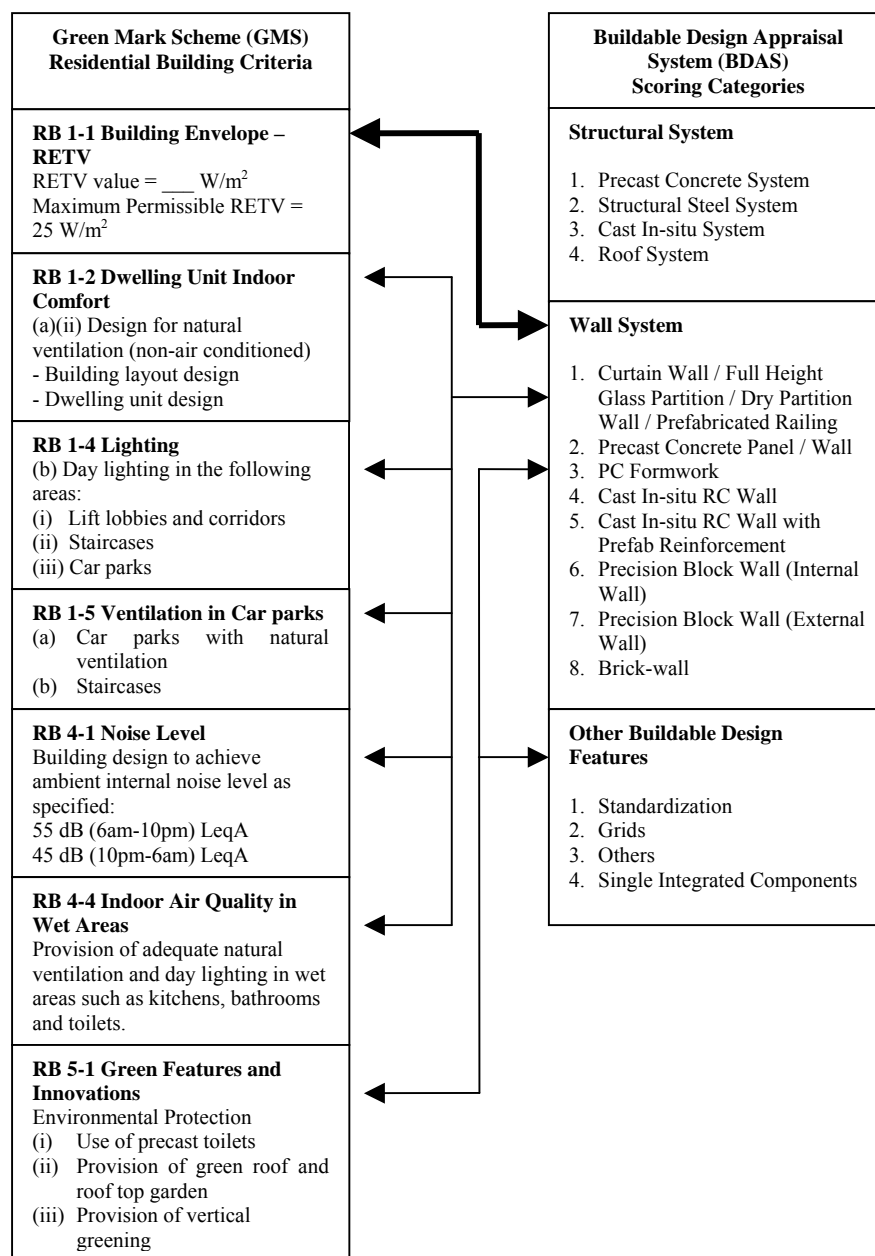 Green Mark Scheme (GMS)
Residential Building Criteria
RB 1-1 Building Envelope –
RETV
RETV value = ___ W/m²
Maximum Permissible RETV =
25 W/m²
RB 1-2 Dwelling Unit Indoor
Comfort
(a)(ii) Design for natural
ventilation (non-air conditioned)
- Building layout design
- Dwelling unit design
RB 1-4 Lighting
(b) Day lighting in the following
areas:
(i) Lift lobbies and corridors
(ii) Staircases
(iii) Car parks
RB 1-5 Ventilation in Car parks
(a) Car parks with natural
ventilation
(b) Staircases
RB 4-1 Noise Level
Building design to achieve
ambient internal noise level as
specified:
55 dB (6am-10pm) LeqA
45 dB (10pm-6am) LeqA
RB 4-4 Indoor Air Quality in
Wet Areas
Provision of adequate natural
ventilation and day lighting in wet
areas such as kitchens, bathrooms
and toilets.
RB 5-1 Green Features and
Innovations
Environmental Protection
(i) Use of precast toilets
(ii) Provision of green roof and
roof top garden
(iii) Provision of vertical
greening
Buildable Design Appraisal
System (BDAS)
Scoring Categories
Structural System
1. Precast Concrete System
2. Structural Steel System
3. Cast In-situ System
4. Roof System
Wall System
1. Curtain Wall / Full Height
Glass Partition / Dry Partition
Wall / Prefabricated Railing
2. Precast Concrete Panel / Wall
3. PC Formwork
4. Cast In-situ RC Wall
5. Cast In-situ RC Wall with
Prefab Reinforcement
6. Precision Block Wall (Internal
Wall)
7. Precision Block Wall (External
Wall)
8. Brick-wall
Other Buildable Design
Features
1. Standardization
2. Grids
3. Others
4. Single Integrated Components